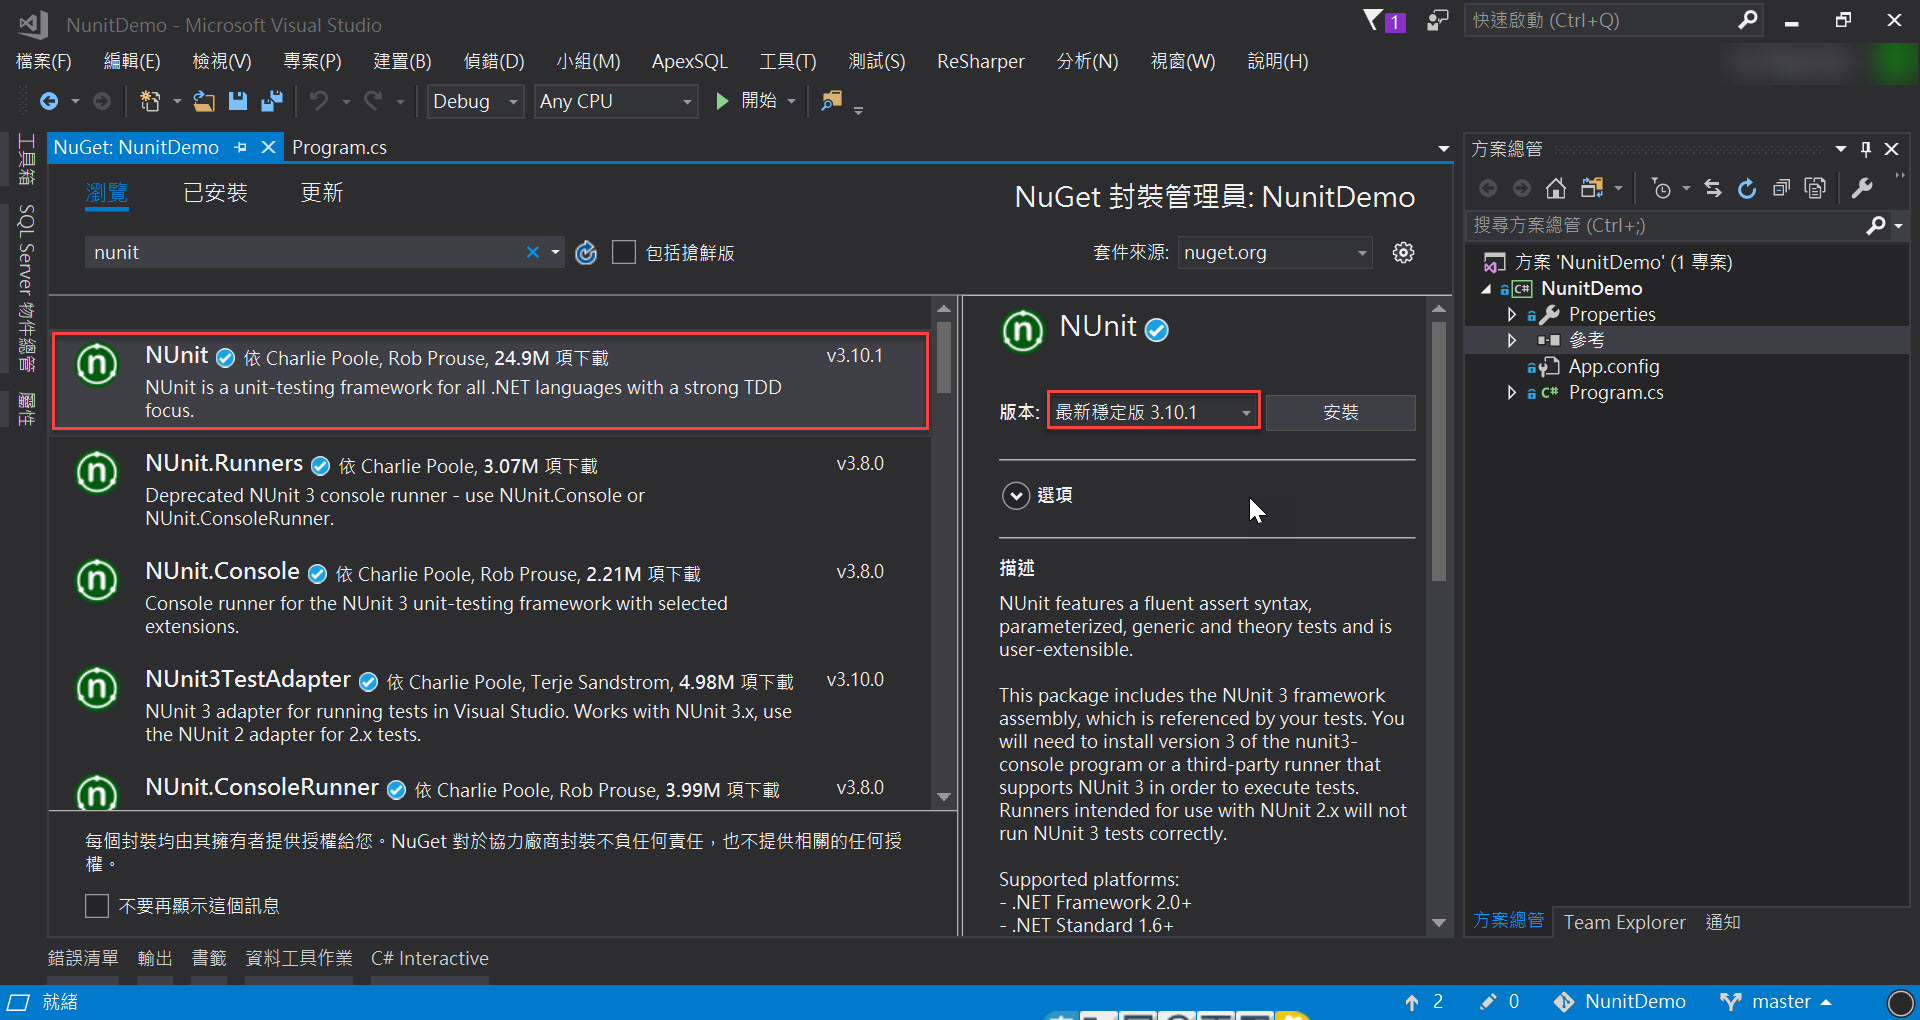 NunitDemo - Microsoft Visual Studio
1
快速啟動 (Ctrl+Q)
檔案(F) 編輯(E) 檢視(V) 專案(P) 建置(B) 偵錯(D) 小組(M) ApexSQL 工具(T) 測試(S) ReSharper 分析(N) 視窗(W) 說明(H)
Debug Any CPU 開始
工具箱
SQL Server 物件總管
屬性
NuGet: NunitDemo Program.cs
瀏覽 已安裝 更新
NuGet 封裝管理員: NunitDemo
nunit
包括搶鮮版
套件來源: nuget.org
NUnit 依 Charlie Poole, Rob Prouse, 24.9M 項下載 v3.10.1
NUnit is a unit-testing framework for all .NET languages with a strong TDD
focus.
NUnit.Runners 依 Charlie Poole, 3.07M 項下載 v3.8.0
Deprecated NUnit 3 console runner - use NUnit.Console or
NUnit.ConsoleRunner.
NUnit.Console 依 Charlie Poole, Rob Prouse, 2.21M 項下載 v3.8.0
Console runner for the NUnit 3 unit-testing framework with selected
extensions.
NUnit3TestAdapter 依 Charlie Poole, Terje Sandstrom, 4.98M 項下載 v3.10.0
NUnit 3 adapter for running tests in Visual Studio. Works with NUnit 3.x, use
the NUnit 2 adapter for 2.x tests.
NUnit.ConsoleRunner 依 Charlie Poole, Rob Prouse, 3.99M 項下載 v3.8.0
每個封裝均由其擁有者提供授權給您。NuGet 對於協力廠商封裝不負任何責任，也不提供相關的任何授
權。
不要再顯示這個訊息
NUnit
版本: 最新穩定版 3.10.1 安裝
選項
描述
NUnit features a fluent assert syntax,
parameterized, generic and theory tests and is
user-extensible.
This package includes the NUnit 3 framework
assembly, which is referenced by your tests. You
will need to install version 3 of the nunit3-
console program or a third-party runner that
supports NUnit 3 in order to execute tests.
Runners intended for use with NUnit 2.x will not
run NUnit 3 tests correctly.
Supported platforms:
- .NET Framework 2.0+
- .NET Standard 1.6+
方案總管
搜尋方案總管 (Ctrl+;)
方案 'NunitDemo' (1 專案)
C# NunitDemo
Properties
參考
App.config
C# Program.cs
方案總管 Team Explorer 通知
錯誤清單 輸出 書籤 資料工具作業 C# Interactive
就緒
2 0 NunitDemo master